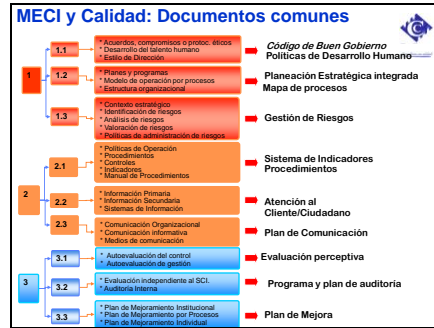 MECI y Calidad: Documentos comunes
1
1.1
* Acuerdos, compromisos o protoc. éticos
* Desarrollo del talento humano
* Estilo de Dirección
Código de Buen Gobierno
Políticas de Desarrollo Humano
1.2
* Planes y programas
* Modelo de operación por procesos
* Estructura organizacional
Planeación Estratégica integrada
Mapa de procesos
1.3
* Contexto estratégico
* Identificación de riesgos
* Análisis de riesgos
* Valoración de riesgos
* Políticas de administración de riesgos
Gestión de Riesgos
2
2.1
* Políticas de Operación
* Procedimientos
* Controles
* Indicadores
* Manual de Procedimientos
Sistema de Indicadores
Procedimientos
2.2
* Información Primaria
* Información Secundaria
* Sistemas de Información
Atención al
Cliente/Ciudadano
2.3
* Comunicación Organizacional
* Comunicación informativa
* Medios de comunicación
Plan de Comunicación
3
3.1
* Autoevaluación del control
* Autoevaluación de gestión
Evaluación perceptiva
3.2
* Evaluación independiente al SCI.
* Auditoría Interna
Programa y plan de auditoría
3.3
* Plan de Mejoramiento Institucional
* Plan de Mejoramiento por Procesos
* Plan de Mejoramiento Individual
Plan de Mejora